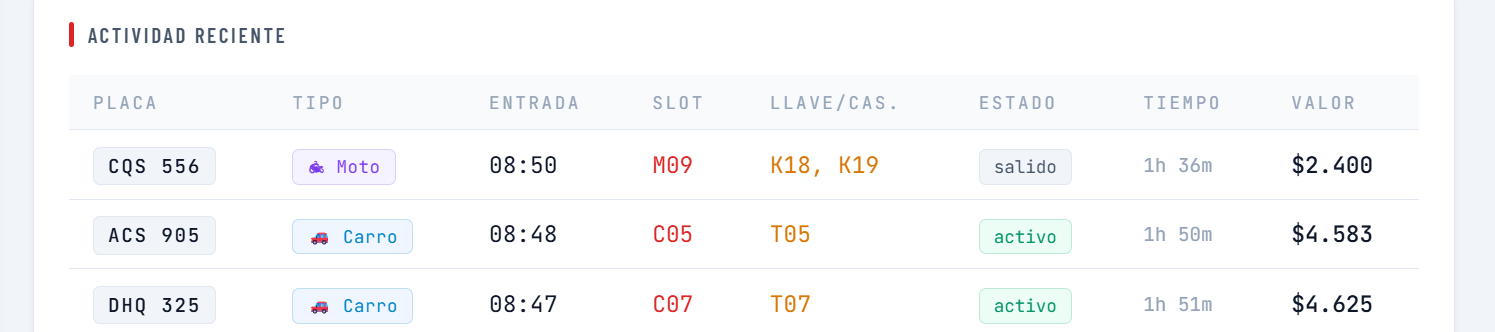 ACTIVIDAD RECIENTE
PLACA TIPO ENTRADA SLOT LLAVE/CAS. ESTADO TIEMPO VALOR
CQS 556 Moto 08:50 M09 K18, K19 salido 1h 36m $2.400
ACS 905 Carro 08:48 C05 T05 activo 1h 50m $4.583
DHQ 325 Carro 08:47 C07 T07 activo 1h 51m $4.625